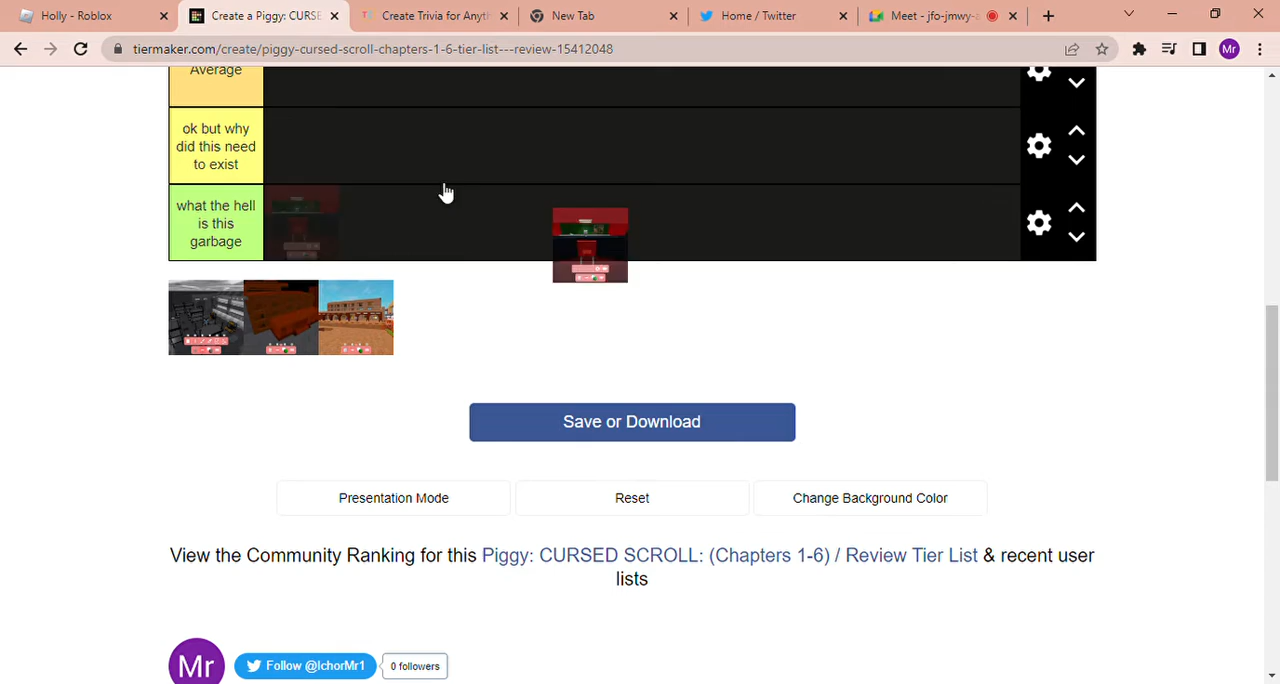 Holly - Roblox
Create a Piggy: CURSE
Create Trivia for Anyth
New Tab
Home / Twitter
Meet - jfo-jmwy-
tiermaker.com/create/piggy-cursed-scroll-chapters-1-6-tier-list---review-15412048
Mr
Average
ok but why
did this need
to exist
what the hell
is this
garbage
Save or Download
Presentation Mode
Reset
Change Background Color
View the Community Ranking for this Piggy: CURSED SCROLL: (Chapters 1-6) / Review Tier List & recent user
lists
Mr
Follow @IchorMr1
0 followers